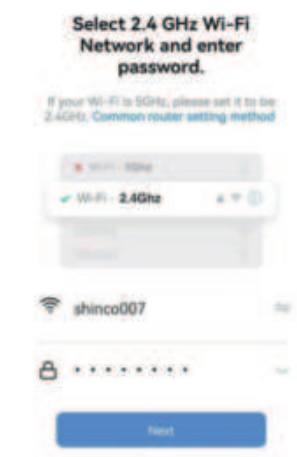 Select 2.4 GHz Wi-Fi
Network and enter
password.
If your Wi-Fi is 5GHz, please set it to be
2.4GHz. Common router setting method
Wi-Fi - 5Ghz
Wi-Fi - 2.4Ghz
shinco007
Next